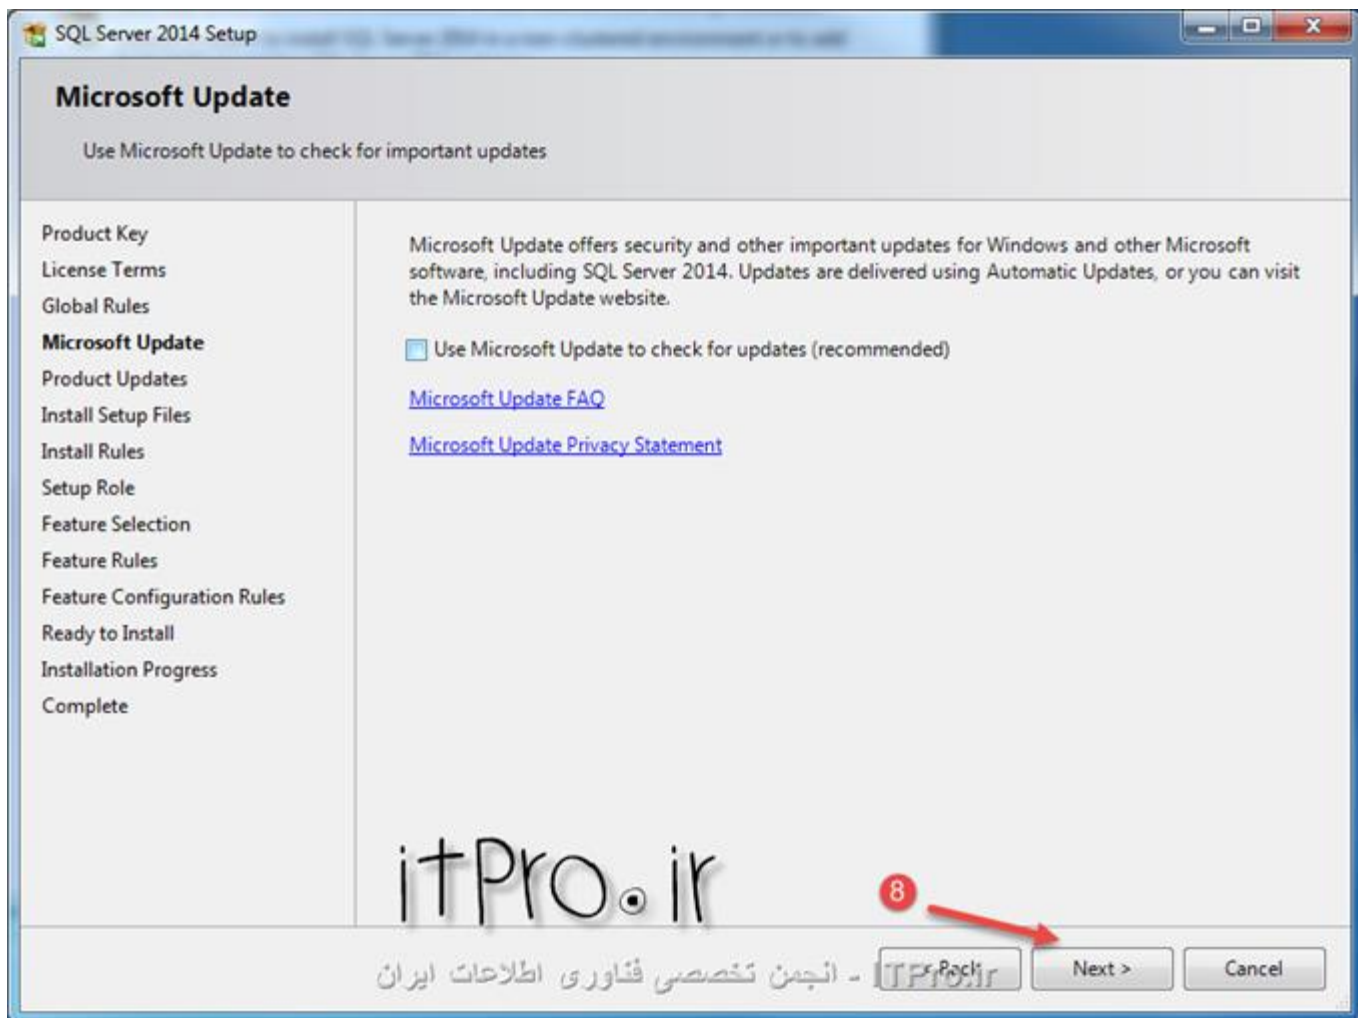 SQL Server 2014 Setup
Microsoft Update
Use Microsoft Update to check for important updates
Product Key
License Terms
Global Rules
Microsoft Update
Product Updates
Install Setup Files
Install Rules
Setup Role
Feature Selection
Feature Rules
Feature Configuration Rules
Ready to Install
Installation Progress
Complete
Microsoft Update offers security and other important updates for Windows and other Microsoft
software, including SQL Server 2014. Updates are delivered using Automatic Updates, or you can visit
the Microsoft Update website.
Use Microsoft Update to check for updates (recommended)
Microsoft Update FAQ
Microsoft Update Privacy Statement
itPro.ir
8
ITPro.ir - انجمن تخصصی فناوری اطلاعات ایران
< Back
Next >
Cancel